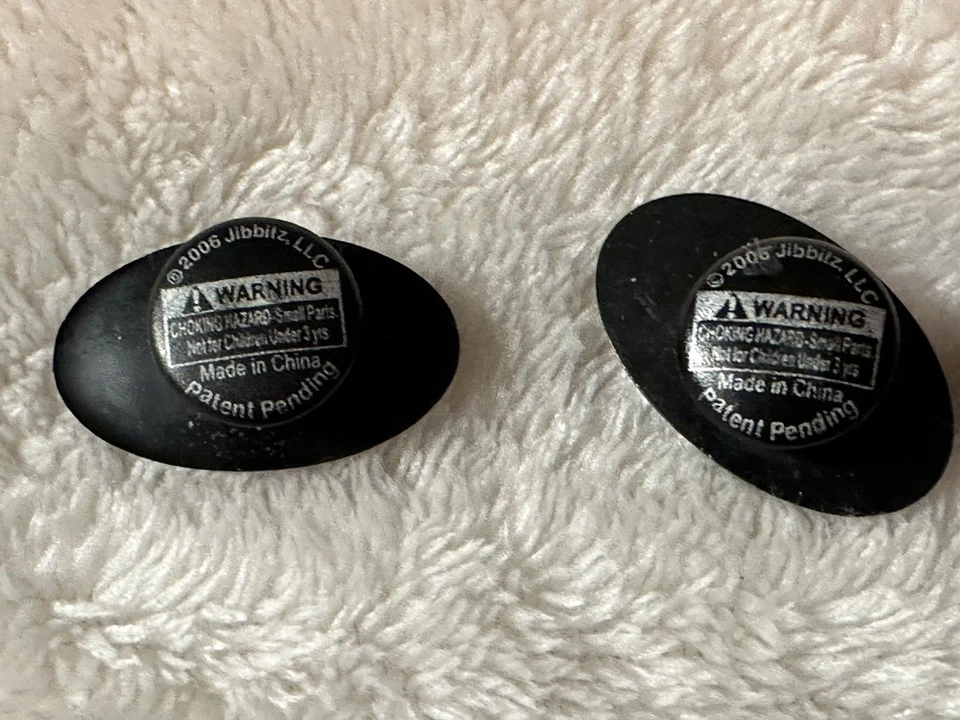 ©2006 Jibbitz, LLC
WARNING
CHOKING HAZARD-Small Parts.
Not for Children Under 3 yrs
Made in China
Patent Pending
©2006 Jibbitz, LLC
WARNING
CHOKING HAZARD-Small Parts.
Not for Children Under 3 yrs
Made in China
Patent Pending